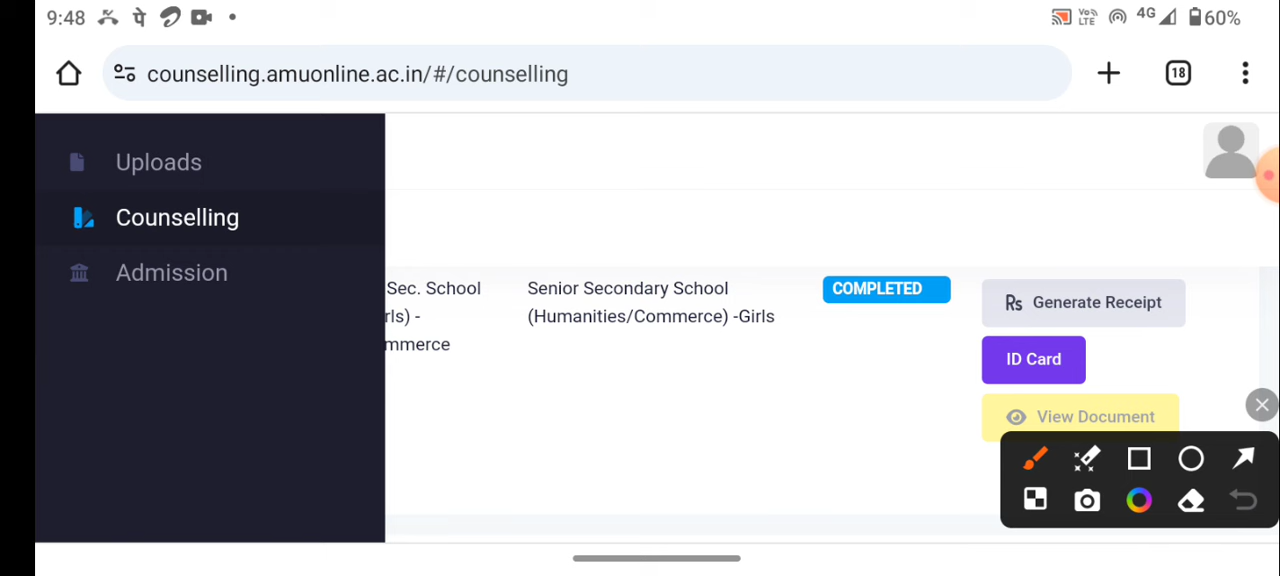 9:48
VoLTE
4G
60%
counselling.amuonline.ac.in/#/counselling
18
Uploads
Counselling
Admission
Sec. School
rls) -
mmerce
Senior Secondary School
(Humanities/Commerce) -Girls
COMPLETED
Rs Generate Receipt
ID Card
View Document